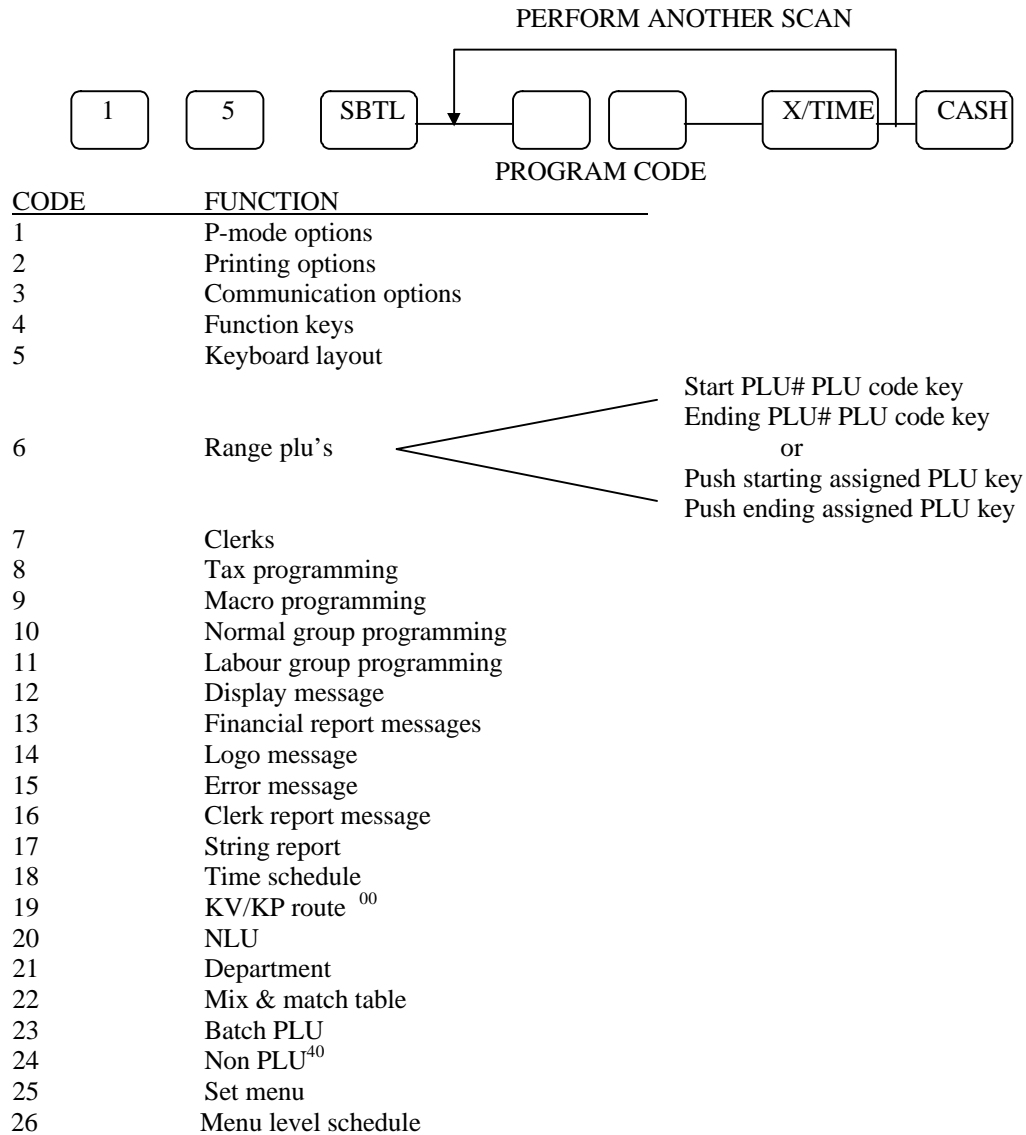 PERFORM ANOTHER SCAN
1 5 SBTL X/TIME CASH
PROGRAM CODE
CODE FUNCTION
1 P-mode options
2 Printing options
3 Communication options
4 Function keys
5 Keyboard layout
Start PLU# PLU code key
Ending PLU# PLU code key
6 Range plu's or
Push starting assigned PLU key
Push ending assigned PLU key
7 Clerks
8 Tax programming
9 Macro programming
10 Normal group programming
11 Labour group programming
12 Display message
13 Financial report messages
14 Logo message
15 Error message
16 Clerk report message
17 String report
18 Time schedule
19 KV/KP route 00
20 NLU
21 Department
22 Mix & match table
23 Batch PLU
24 Non PLU40
25 Set menu
26 Menu level schedule